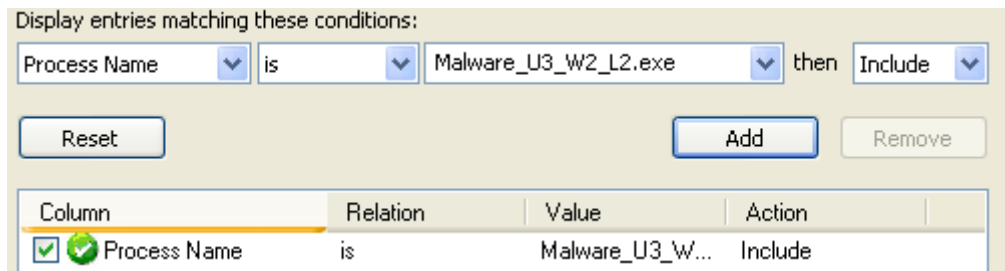 Display entries matching these conditions:
Process Name is Malware_U3_W2_L2.exe then Include
Reset Add Remove
Column Relation Value Action
Process Name is Malware_U3_W... Include